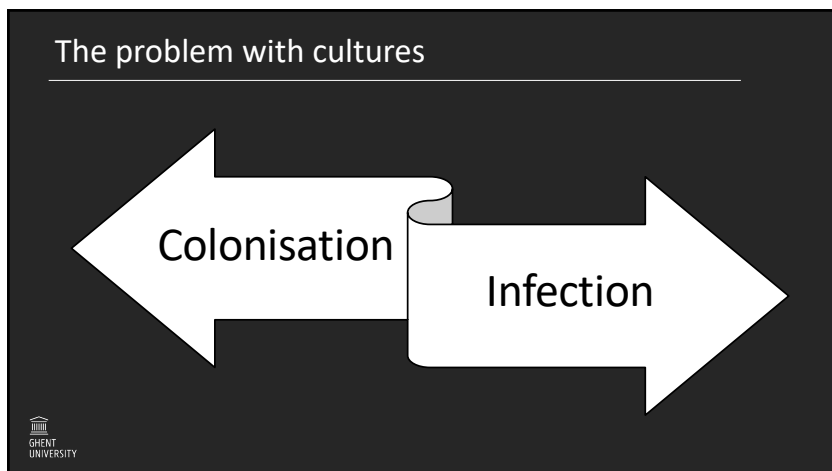 The problem with cultures
Colonisation
Infection
GHENT
UNIVERSITY